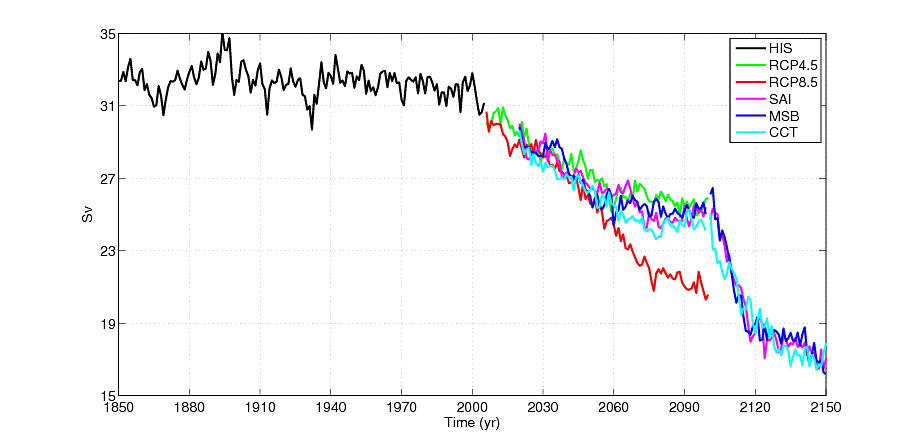 35
31
27
23
19
15
Sv
1850 1880 1910 1940 1970 2000 2030 2060 2090 2120 2150
Time (yr)
HIS
RCP4.5
RCP8.5
SAI
MSB
CCT